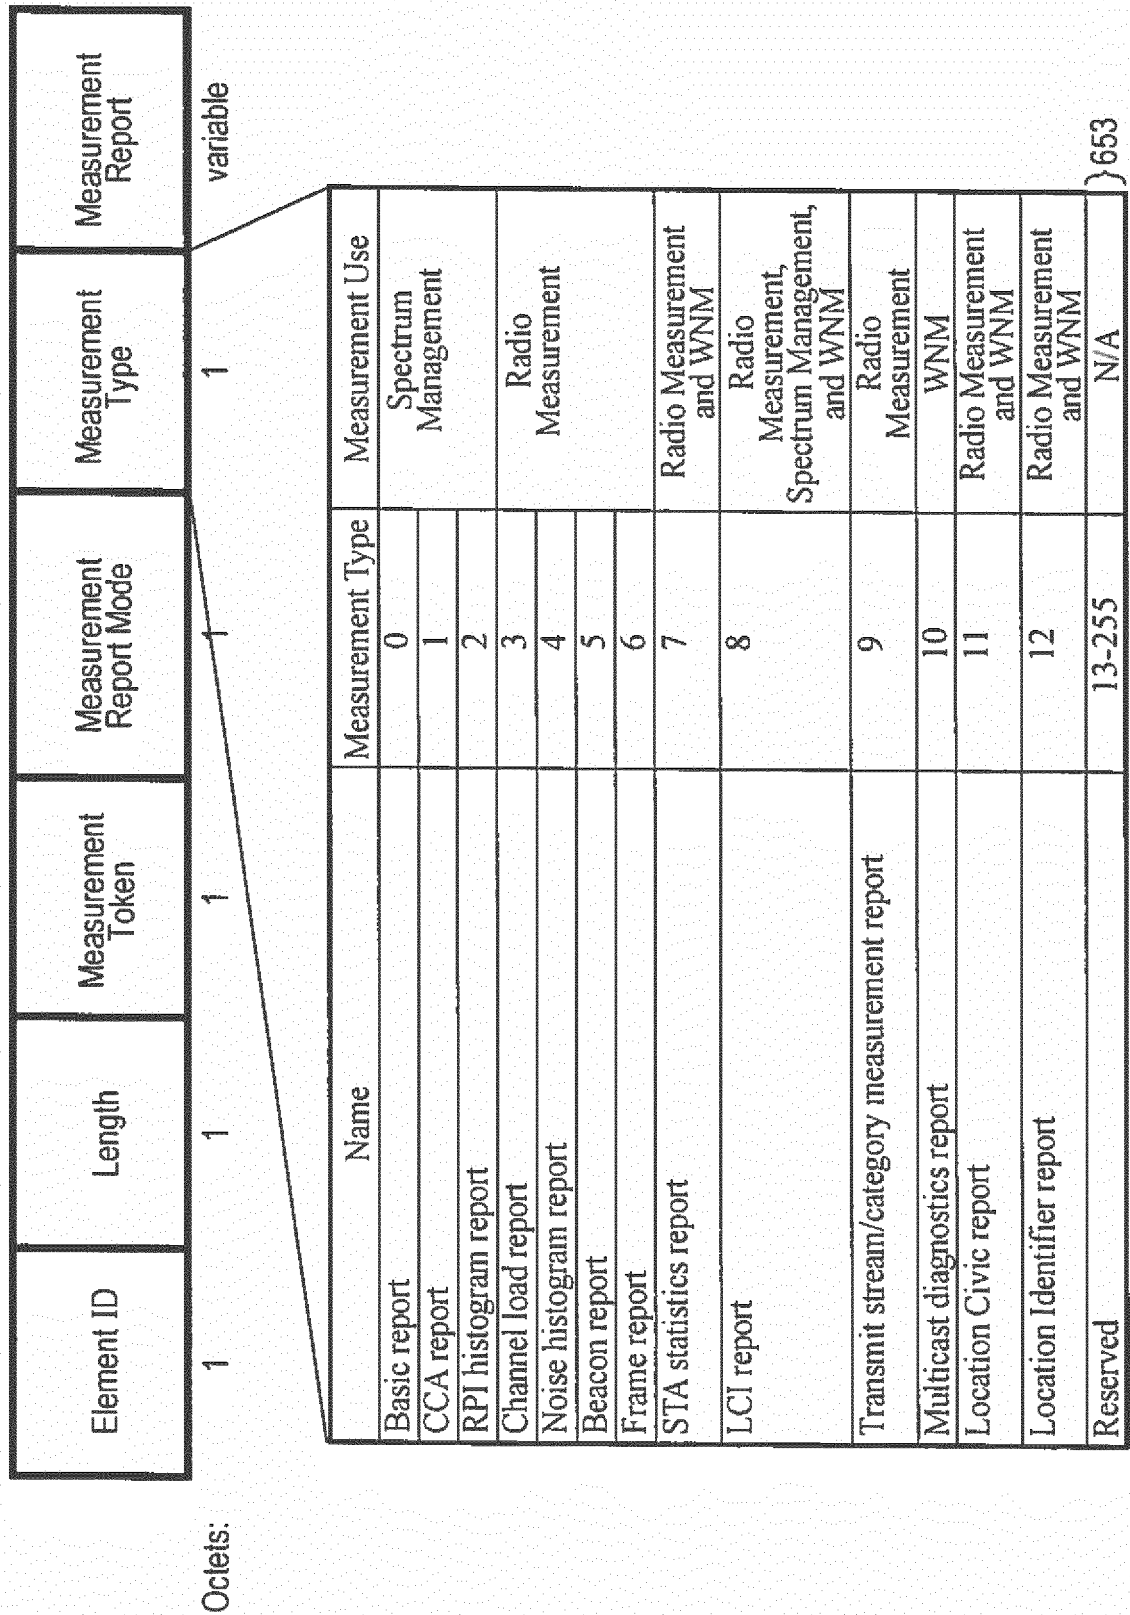 Element ID
Length
Measurement
Token
Measurement
Report Mode
Measurement
Type
Measurement
Report
Octets: 1 1 1 1 1 variable
Name Measurement Type Measurement Use
Basic report 0 Spectrum
Management
CCA report 1
RPI histogram report 2
Channel load report 3 Radio
Measurement
Noise histogram report 4
Beacon report 5
Frame report 6
STA statistics report 7 Radio Measurement
and WNM
LCI report 8 Radio
Measurement,
Spectrum Management,
and WNM
Transmit stream/category measurement report 9 Radio
Measurement
Multicast diagnostics report 10 WNM
Location Civic report 11 Radio Measurement
and WNM
Location Identifier report 12 Radio Measurement
and WNM
Reserved 13-255 N/A }653